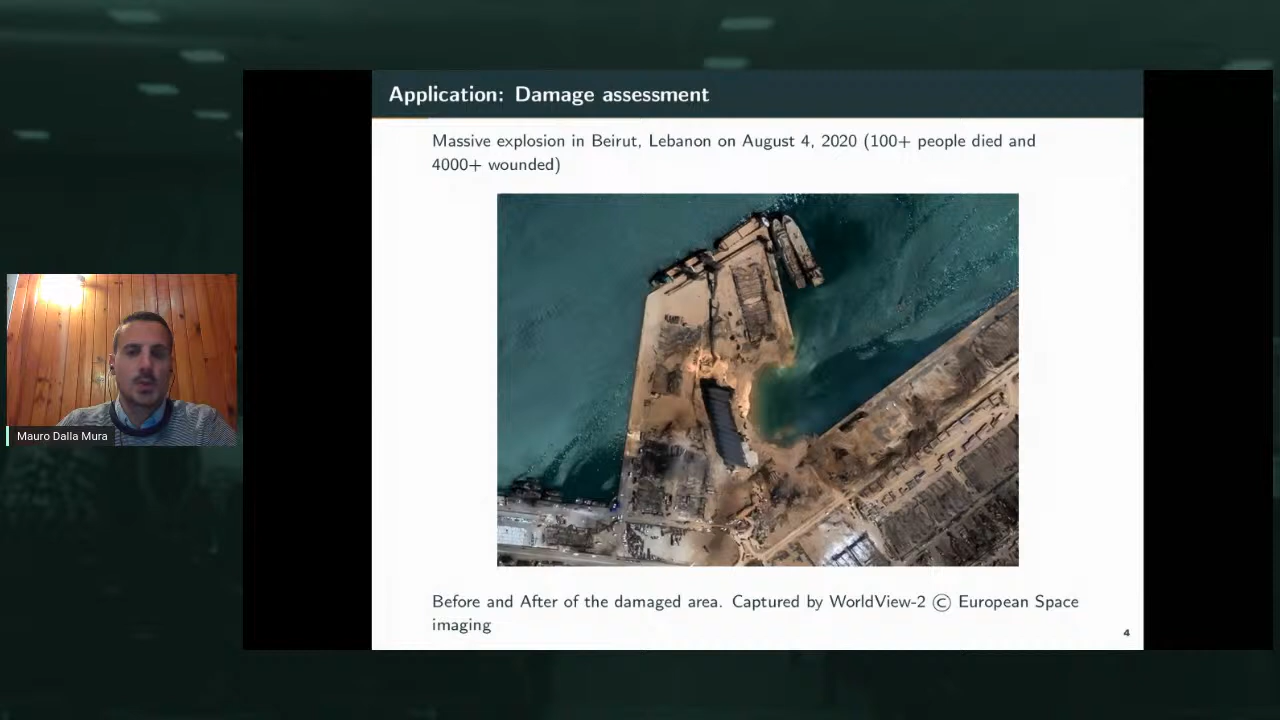 Application: Damage assessment
Massive explosion in Beirut, Lebanon on August 4, 2020 (100+ people died and
4000+ wounded)
Mauro Dalla Mura
Before and After of the damaged area. Captured by WorldView-2 © European Space
imaging
4